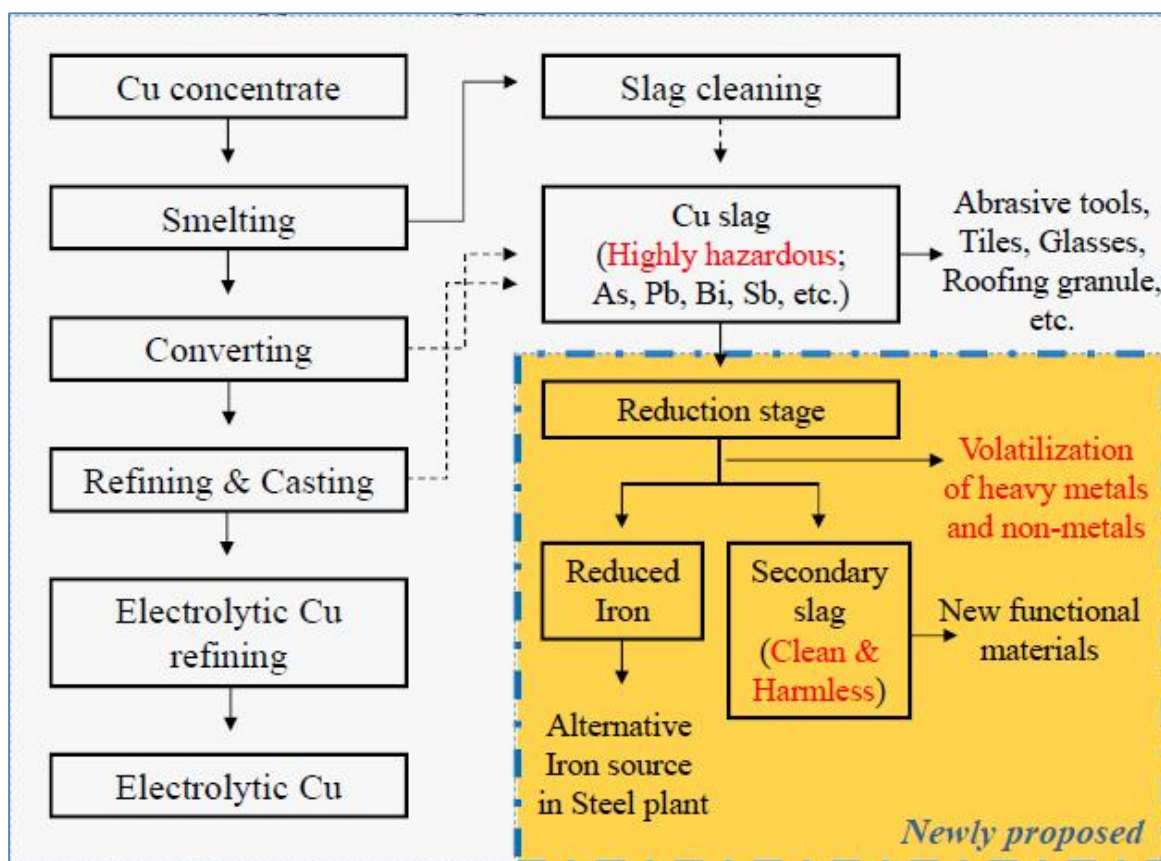 Cu concentrate
Smelting
Converting
Refining & Casting
Electrolytic Cu
refining
Electrolytic Cu
Slag cleaning
Cu slag
(Highly hazardous;
As, Pb, Bi, Sb, etc.)
Abrasive tools,
Tiles, Glasses,
Roofing granule,
etc.
Reduction stage
Volatilization
of heavy metals
and non-metals
Reduced
Iron
Secondary
slag
(Clean &
Harmless)
New functional
materials
Alternative
Iron source
in Steel plant
Newly proposed